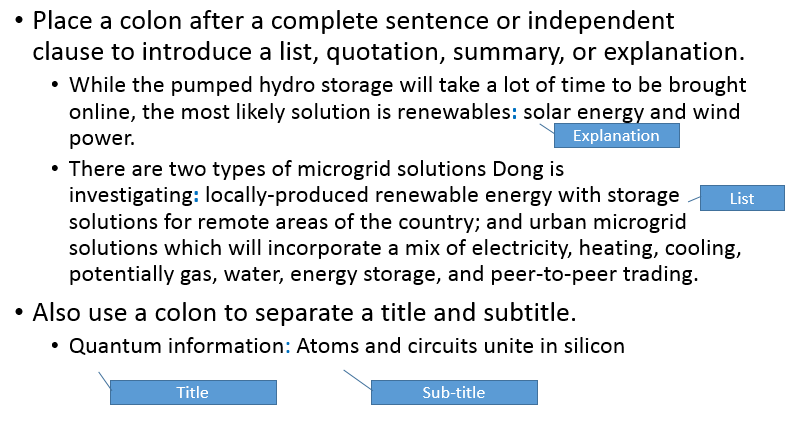 • Place a colon after a complete sentence or independent
clause to introduce a list, quotation, summary, or explanation.
• While the pumped hydro storage will take a lot of time to be brought
online, the most likely solution is renewables: solar energy and wind
power.
Explanation
• There are two types of microgrid solutions Dong is
investigating: locally-produced renewable energy with storage
List
solutions for remote areas of the country; and urban microgrid
solutions which will incorporate a mix of electricity, heating, cooling,
potentially gas, water, energy storage, and peer-to-peer trading.
• Also use a colon to separate a title and subtitle.
• Quantum information: Atoms and circuits unite in silicon
Title
Sub-title